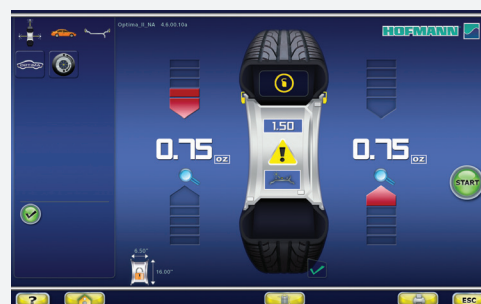 Optima_II_NA 4.6.00.10a
HOFMANN
1.50
0.75 oz
0.75 oz
START
6.50"
16.00"
?
ESC